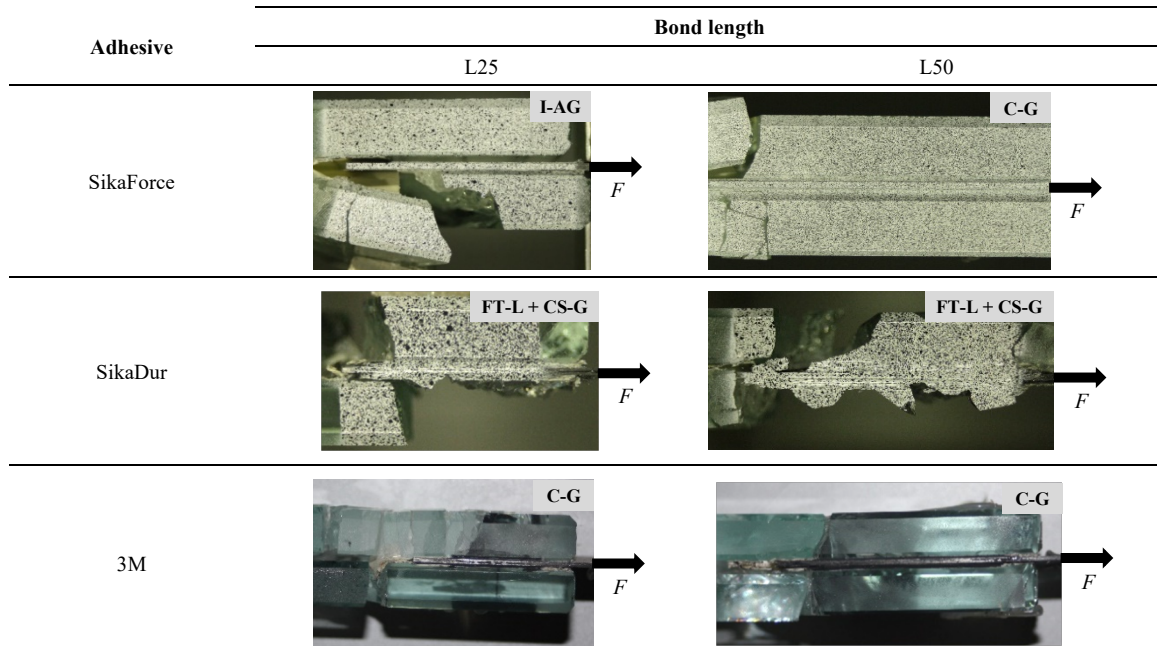 Adhesive
Bond length
L25
L50
SikaForce
I-AG
F
C-G
F
SikaDur
FT-L + CS-G
F
FT-L + CS-G
F
3M
C-G
F
C-G
F